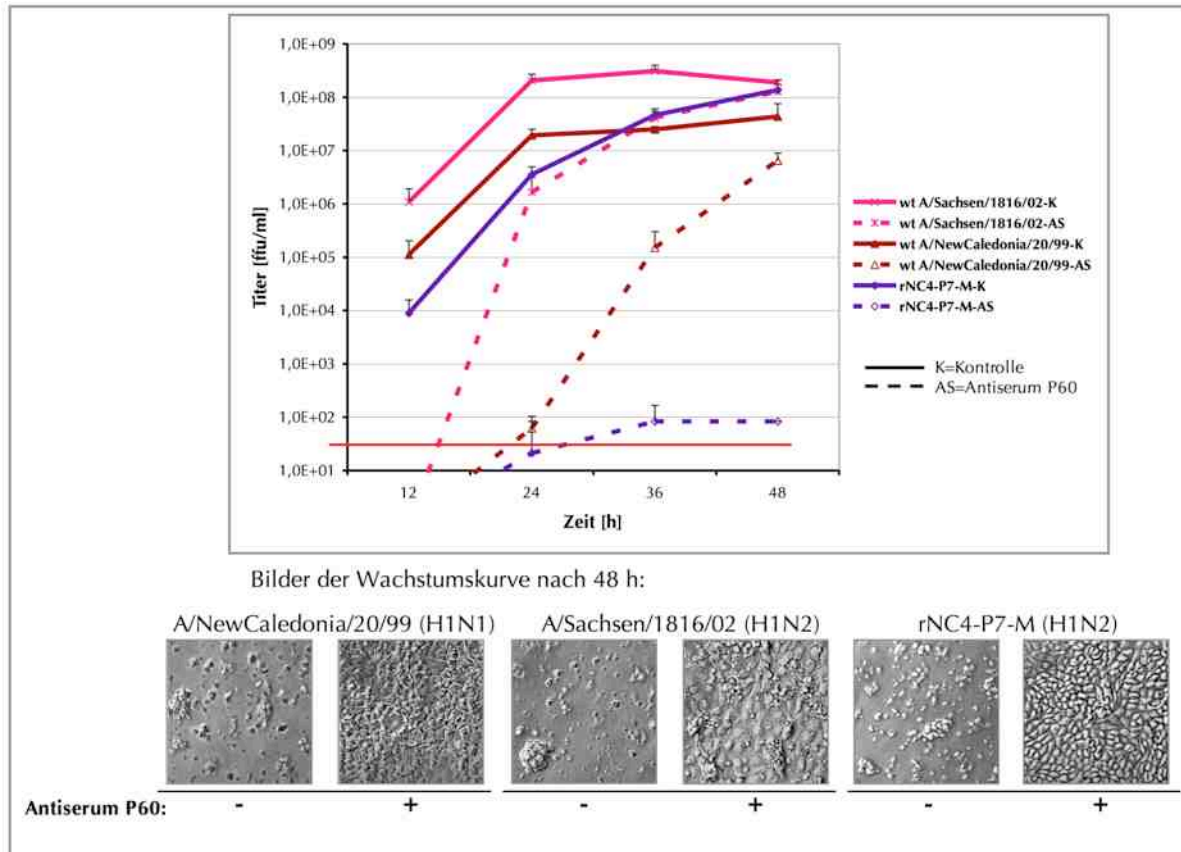 1,0E+09
1,0E+08
1,0E+07
1,0E+06
1,0E+05
1,0E+04
1,0E+03
1,0E+02
1,0E+01
Titer [ffu/ml]
12 24 36 48
Zeit [h]
wt A/Sachsen/1816/02-K
wt A/Sachsen/1816/02-AS
wt A/NewCaledonia/20/99-K
wt A/NewCaledonia/20/99-AS
rNC4-P7-M-K
rNC4-P7-M-AS
K=Kontrolle
AS=Antiserum P60
Bilder der Wachstumskurve nach 48 h:
A/NewCaledonia/20/99 (H1N1) A/Sachsen/1816/02 (H1N2) rNC4-P7-M (H1N2)
Antiserum P60: - + - + - +